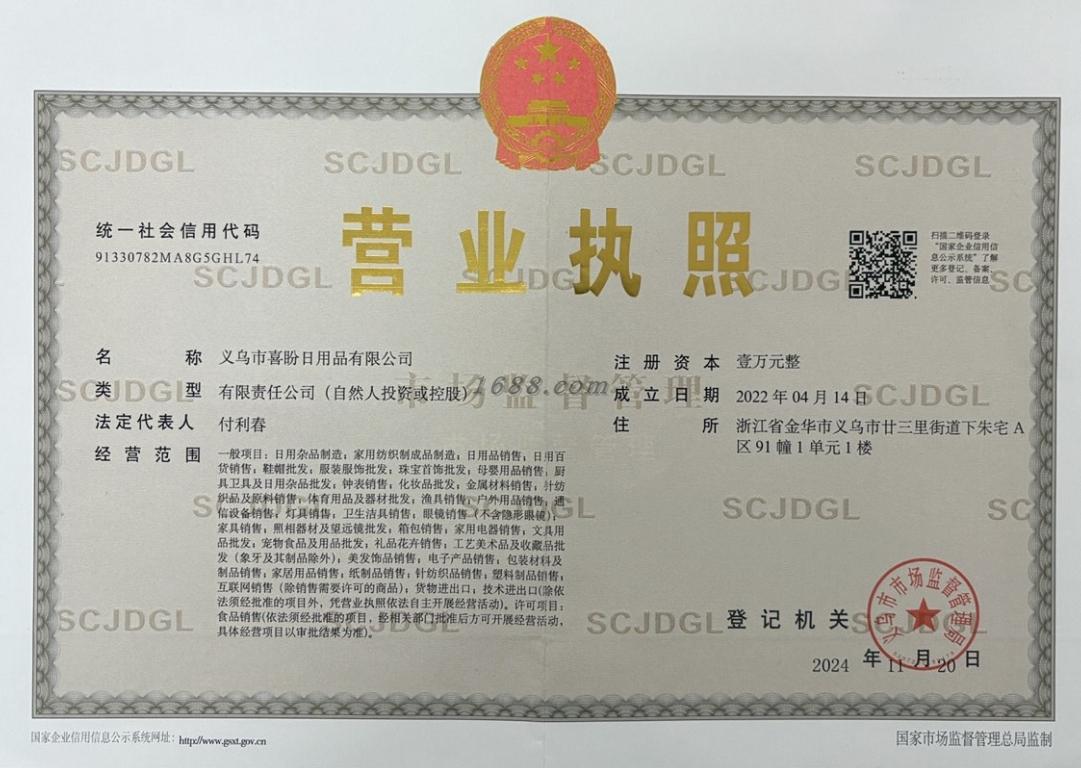 SCJDGL SCJDGL SCJDGL SCJDGL
营业执照
统一社会信用代码
91330782MA8G5GHL74
扫描二维码登录
“国家企业信用信
息公示系统”了解
更多登记、备案、
许可、监管信息
名称 义乌市喜盼日用品有限公司
类型 有限责任公司（自然人投资或控股）
法定代表人 付利春
经营范围 一般项目：日用杂品制造；家用纺织制成品制造；日用品销售；日用百
货销售；鞋帽批发；服装服饰批发；珠宝首饰批发；母婴用品销售；厨
具卫具及日用杂品批发；钟表销售；化妆品批发；金属材料销售；针纺
织品及原料销售；体育用品及器材批发；渔具销售；户外用品销售；通
信设备销售；灯具销售；卫生洁具销售；眼镜销售（不含隐形眼镜）；
家具销售；照相器材及望远镜批发；箱包销售；家用电器销售；文具用
品批发；宠物食品及用品批发；礼品花卉销售；工艺美术品及收藏品批
发（象牙及其制品除外）；美发饰品销售；电子产品销售；包装材料及
制品销售；家居用品销售；纸制品销售；针纺织品销售；塑料制品销售；
互联网销售（除销售需要许可的商品）；货物进出口；技术进出口(除依
法须经批准的项目外，凭营业执照依法自主开展经营活动)。许可项目：
食品销售(依法须经批准的项目，经相关部门批准后方可开展经营活动，
具体经营项目以审批结果为准)。
注册资本 壹万元整
成立日期 2022年04月14日
住所 浙江省金华市义乌市廿三里街道下朱宅A
区91幢1单元1楼
1688.com
市场监督管理
登记机关
义乌市市场监督管理局
2024 年 11 月 20 日
国家企业信用信息公示系统网址：http://www.gsxt.gov.cn
国家市场监督管理总局监制